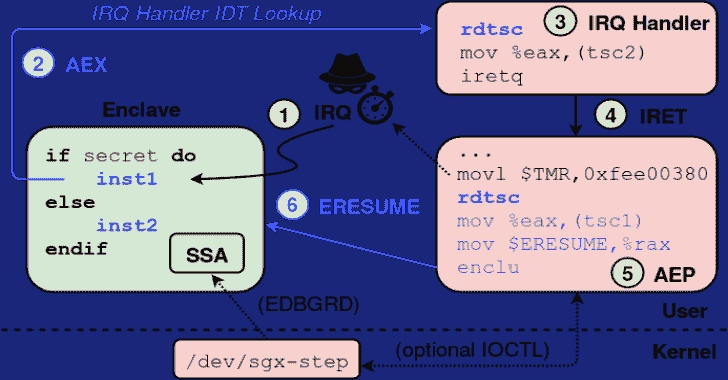 IRQ Handler IDT Lookup
2 AEX
Enclave
if secret do
inst1
else
inst2
endif
SSA
1 IRQ
3 IRQ Handler
rdtsc
mov %eax,(tsc2)
iretq
4 IRET
...
movl $TMR,0xfee00380
rdtsc
mov %eax,(tsc1)
mov $ERESUME,%rax
enclu
5 AEP
6 ERESUME
(EDBGRD)
User
Kernel
/dev/sgx-step
(optional IOCTL)